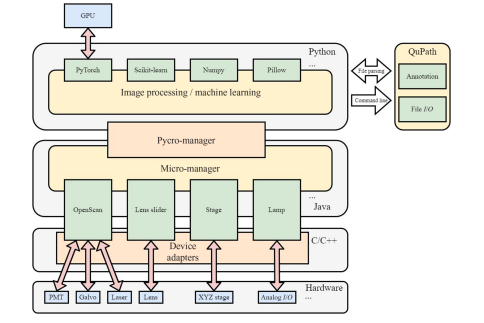 GPU
Python
QuPath
PyTorch
Scikit-learn
Numpy
Pillow
...
Image processing / machine learning
File parsing
Command line
Annotation
File I/O
Pycro-manager
Micro-manager
OpenScan
Lens slider
Stage
Lamp
...
Java
Device
adapters
C/C++
Hardware
PMT
Galvo
Laser
Lens
XYZ stage
Analog I/O
...